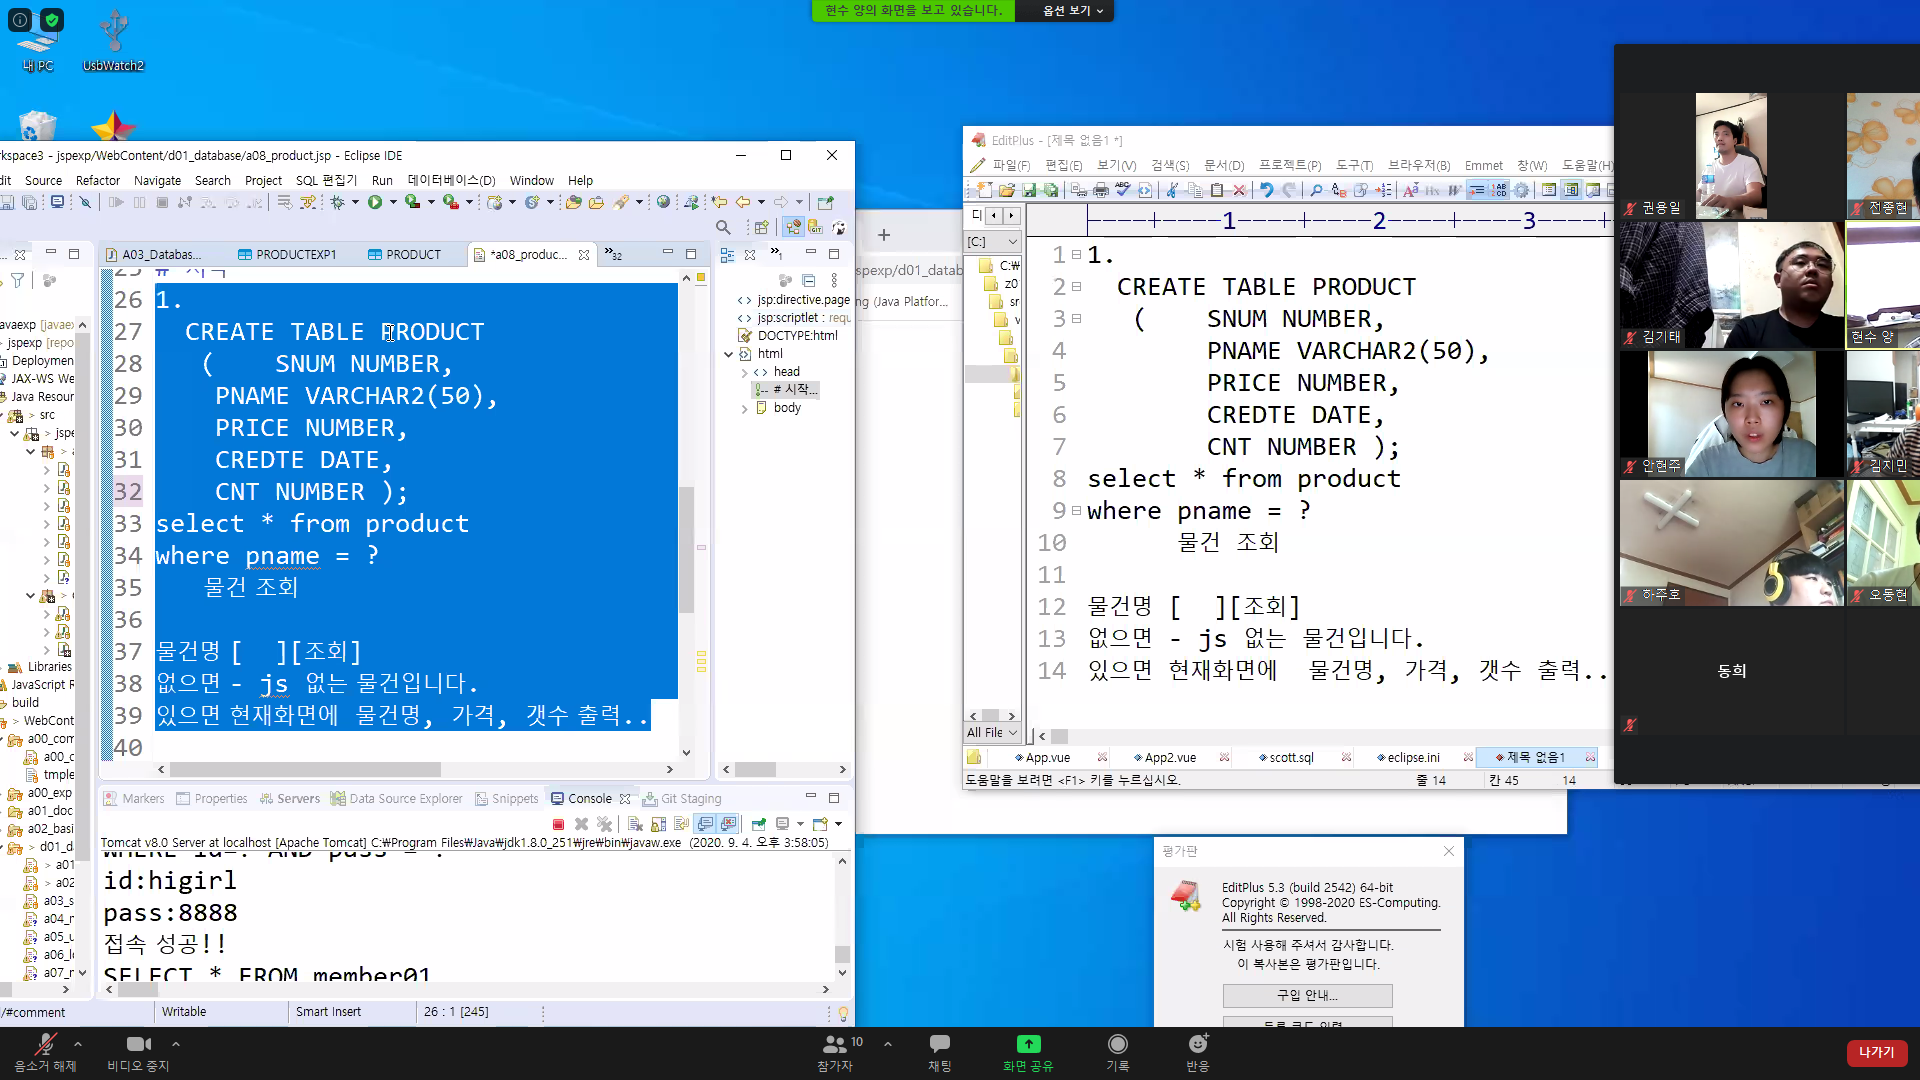 현수 양의 화면을 보고 있습니다.
옵션 보기
내 PC
UsbWatch2
rkspace3 - jspexp/WebContent/d01_database/a08_product.jsp - Eclipse IDE
dit Source Refactor Navigate Search Project SQL 편집기 Run 데이터베이스(D) Window Help
A03_Databas...
PRODUCTEXP1
PRODUCT
*a08_produc...
»32
26 1.
27 CREATE TABLE PRODUCT
28 ( SNUM NUMBER,
29 PNAME VARCHAR2(50),
30 PRICE NUMBER,
31 CREDTE DATE,
32 CNT NUMBER );
33 select * from product
34 where pname = ?
35 물건 조회
36
37 물건명 [ ][조회]
38 없으면 - js 없는 물건입니다.
39 있으면 현재화면에 물건명, 가격, 갯수 출력..
40
»1
jsp:directive.page
jsp:scriptlet : requ
DOCTYPE:html
html
head
# 시작...
body
avaexp [javae
jspexp [repo
Deploymen
JAX-WS We
Java Resour
src
jspe
Libraries
JavaScript R
build
WebCont
a00_com
a00_c
tmple
a00_exp
a01_doc
a02_basi
d01_da
a01
a02
a03_s
a04_m
a05_u
a06_lo
a07_r
Markers Properties Servers Data Source Explorer Snippets Console Git Staging
Tomcat v8.0 Server at localhost [Apache Tomcat] C:₩Program Files₩Java₩jdk1.8.0_251₩jre₩bin₩javaw.exe (2020. 9. 4. 오후 3:58:05)
WHERE id=? AND pass = ?
id:higirl
pass:8888
접속 성공!!
SELECT * FROM member01
/#comment
Writable
Smart Insert
26 : 1 [245]
spexp/d01_datab
ng (Java Platfor...
EditPlus - [제목 없음1 *]
파일(F) 편집(E) 보기(V) 검색(S) 문서(D) 프로젝트(P) 도구(T) 브라우저(B) Emmet 창(W) 도움말(H
[C:]
C:₩
z0
sr
All File
----+----1----+----2----+----3----+
1 1.
2 CREATE TABLE PRODUCT
3 ( SNUM NUMBER,
4 PNAME VARCHAR2(50),
5 PRICE NUMBER,
6 CREDTE DATE,
7 CNT NUMBER );
8 select * from product
9 where pname = ?
10 물건 조회
11
12 물건명 [ ][조회]
13 없으면 - js 없는 물건입니다.
14 있으면 현재화면에 물건명, 가격, 갯수 출력..
App.vue
App2.vue
scott.sql
eclipse.ini
제목 없음1
도움말을 보려면 <F1> 키를 누르십시오.
줄 14
칸 45
14
평가판
EditPlus 5.3 (build 2542) 64-bit
Copyright © 1998-2020 ES-Computing.
All Rights Reserved.
시험 사용해 주셔서 감사합니다.
이 복사본은 평가판입니다.
구입 안내...
권용일
전종현
김기태
현수 양
안현주
김지민
하주호
오동현
동희
음소거 해제
비디오 중지
참가자
10
채팅
화면 공유
기록
반응
나가기